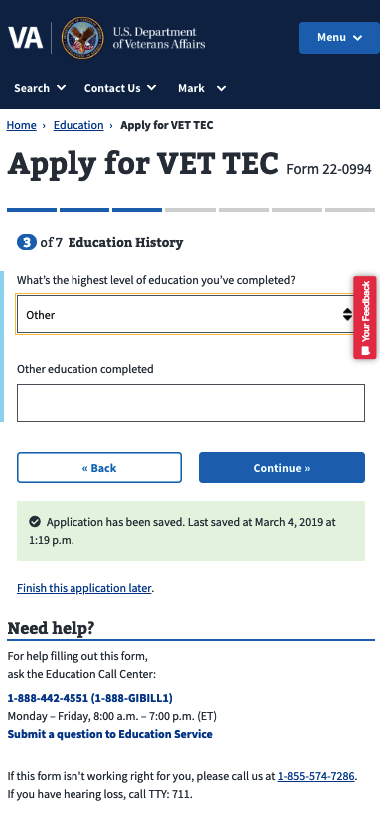 VA
U.S. Department
of Veterans Affairs
Menu
Search
Contact Us
Mark
Home › Education › Apply for VET TEC
Apply for VET TEC Form 22-0994
3 of 7 Education History
What's the highest level of education you've completed?
Other
Your Feedback
Other education completed
« Back
Continue »
Application has been saved. Last saved at March 4, 2019 at
1:19 p.m.
Finish this application later.
Need help?
For help filling out this form,
ask the Education Call Center:
1-888-442-4551 (1-888-GIBILL1)
Monday – Friday, 8:00 a.m. – 7:00 p.m. (ET)
Submit a question to Education Service
If this form isn't working right for you, please call us at 1-855-574-7286.
If you have hearing loss, call TTY: 711.